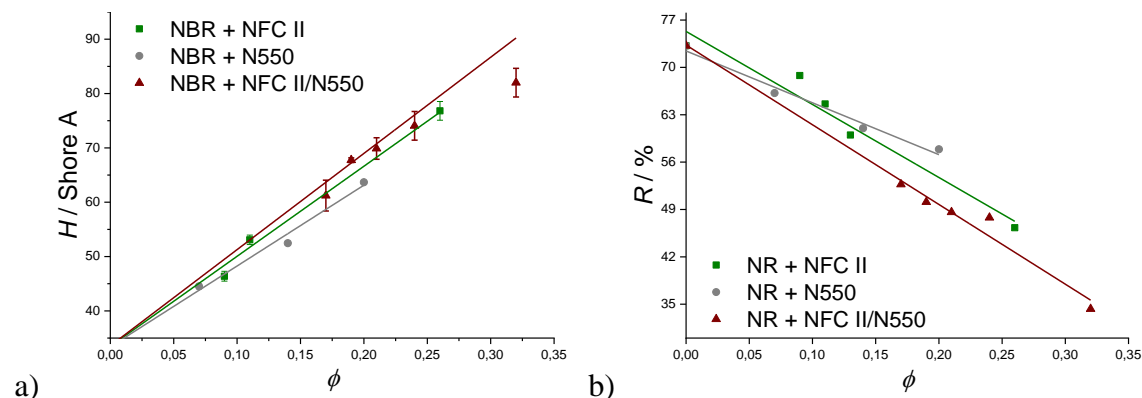 90
80
70
60
50
40
H / Shore A
NBR + NFC II
NBR + N550
NBR + NFC II/N550
0,00 0,05 0,10 0,15 0,20 0,25 0,30 0,35
ϕ
a)
77
70
63
56
49
42
35
R / %
NR + NFC II
NR + N550
NR + NFC II/N550
0,00 0,05 0,10 0,15 0,20 0,25 0,30 0,35
ϕ
b)